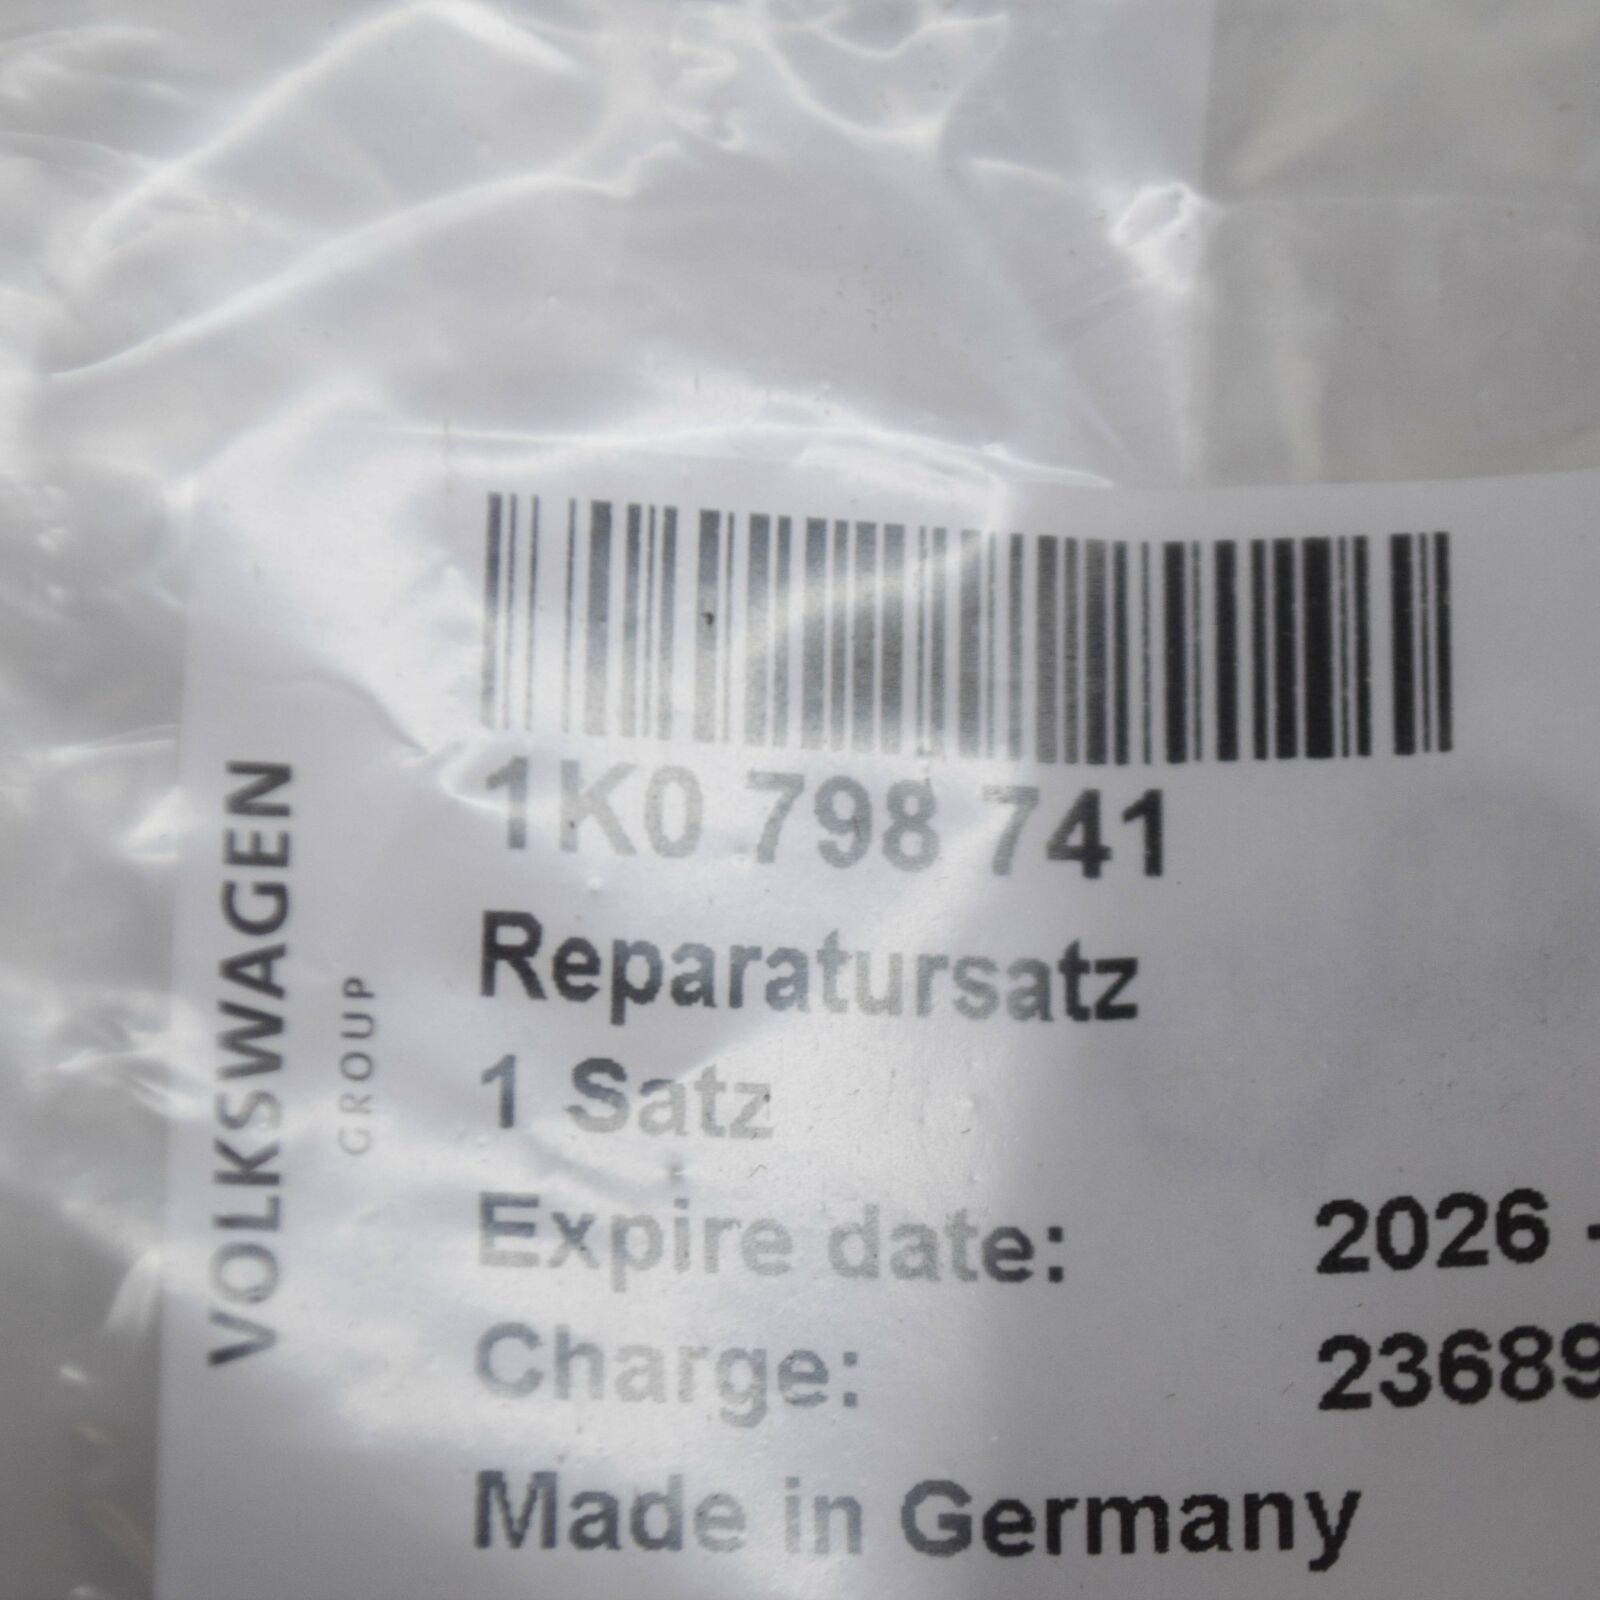 VOLKSWAGEN
GROUP
1K0 798 741
Reparatursatz
1 Satz
Expire date: 2026 -
Charge: 23689
Made in Germany